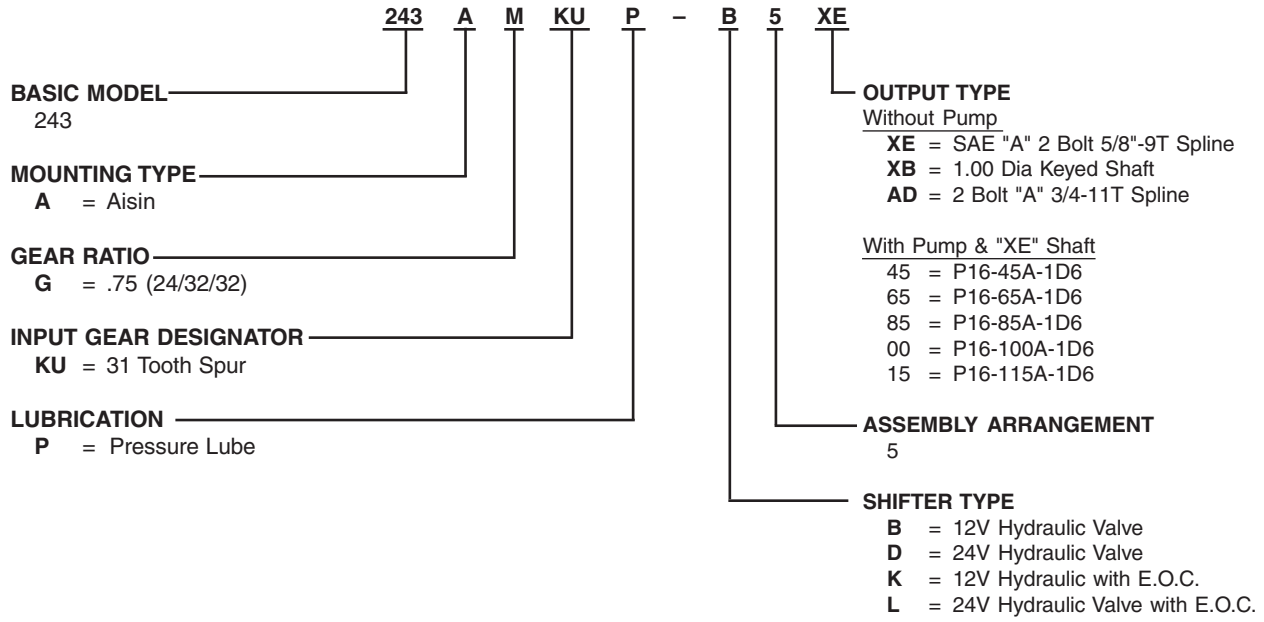 243 A M KU P – B 5 XE
BASIC MODEL
243
MOUNTING TYPE
A = Aisin
GEAR RATIO
G = .75 (24/32/32)
INPUT GEAR DESIGNATOR
KU = 31 Tooth Spur
LUBRICATION
P = Pressure Lube
OUTPUT TYPE
Without Pump
XE = SAE "A" 2 Bolt 5/8"-9T Spline
XB = 1.00 Dia Keyed Shaft
AD = 2 Bolt "A" 3/4-11T Spline
With Pump & "XE" Shaft
45 = P16-45A-1D6
65 = P16-65A-1D6
85 = P16-85A-1D6
00 = P16-100A-1D6
15 = P16-115A-1D6
ASSEMBLY ARRANGEMENT
5
SHIFTER TYPE
B = 12V Hydraulic Valve
D = 24V Hydraulic Valve
K = 12V Hydraulic with E.O.C.
L = 24V Hydraulic Valve with E.O.C.